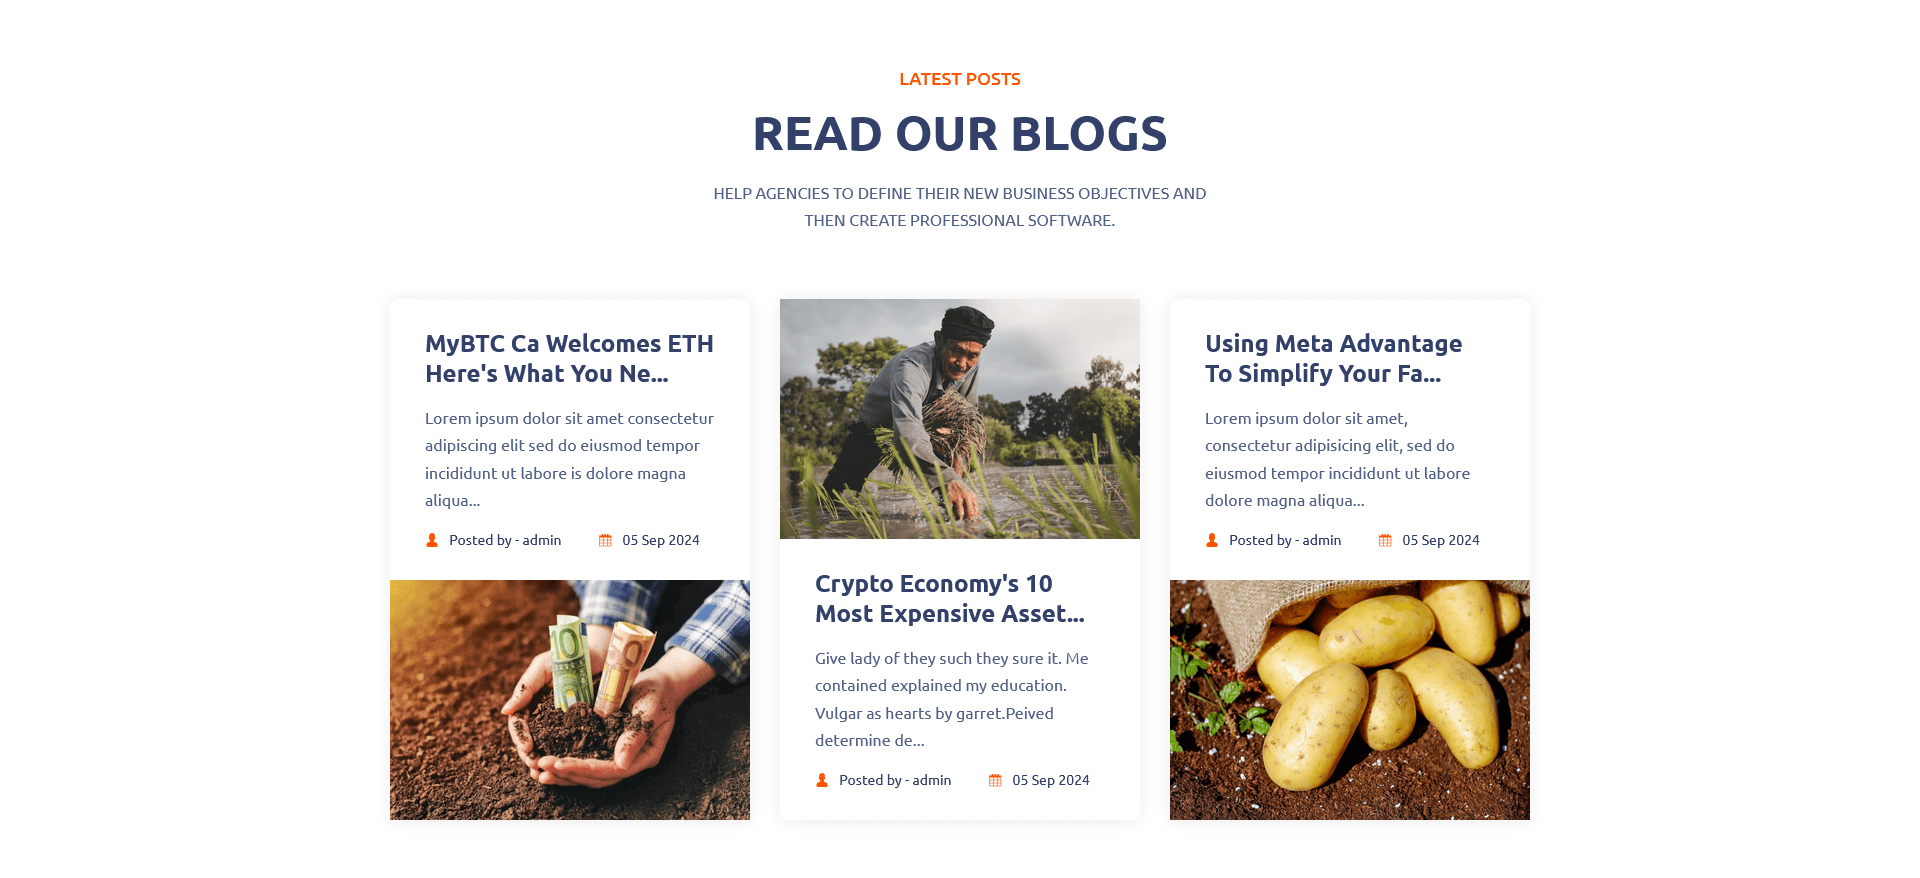 LATEST POSTS
READ OUR BLOGS
HELP AGENCIES TO DEFINE THEIR NEW BUSINESS OBJECTIVES AND
THEN CREATE PROFESSIONAL SOFTWARE.
MyBTC Ca Welcomes ETH
Here's What You Ne...
Lorem ipsum dolor sit amet consectetur
adipiscing elit sed do eiusmod tempor
incididunt ut labore is dolore magna
aliqua...
Posted by - admin
05 Sep 2024
10
10
Crypto Economy's 10
Most Expensive Asset...
Give lady of they such they sure it. Me
contained explained my education.
Vulgar as hearts by garret.Peived
determine de...
Posted by - admin
05 Sep 2024
Using Meta Advantage
To Simplify Your Fa...
Lorem ipsum dolor sit amet,
consectetur adipisicing elit, sed do
eiusmod tempor incididunt ut labore
dolore magna aliqua...
Posted by - admin
05 Sep 2024